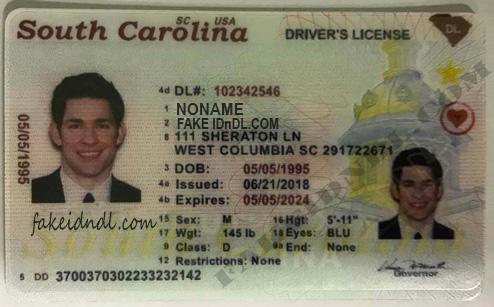 SC USA
South Carolina DRIVER'S LICENSE DL
4d DL#: 102342546
1 NONAME
2 FAKE IDnDL.COM
8 111 SHERATON LN
WEST COLUMBIA SC 291722671
3 DOB: 05/05/1995
4a Issued: 06/21/2018
4b Expires: 05/05/2024
15 Sex: M 16 Hgt: 5'-11"
17 Wgt: 145 lb 18 Eyes: BLU
9 Class: D 9a End: None
12 Restrictions: None
05/05/1995
fakeidndl.com
5 DD 3700370302233232142
Governor